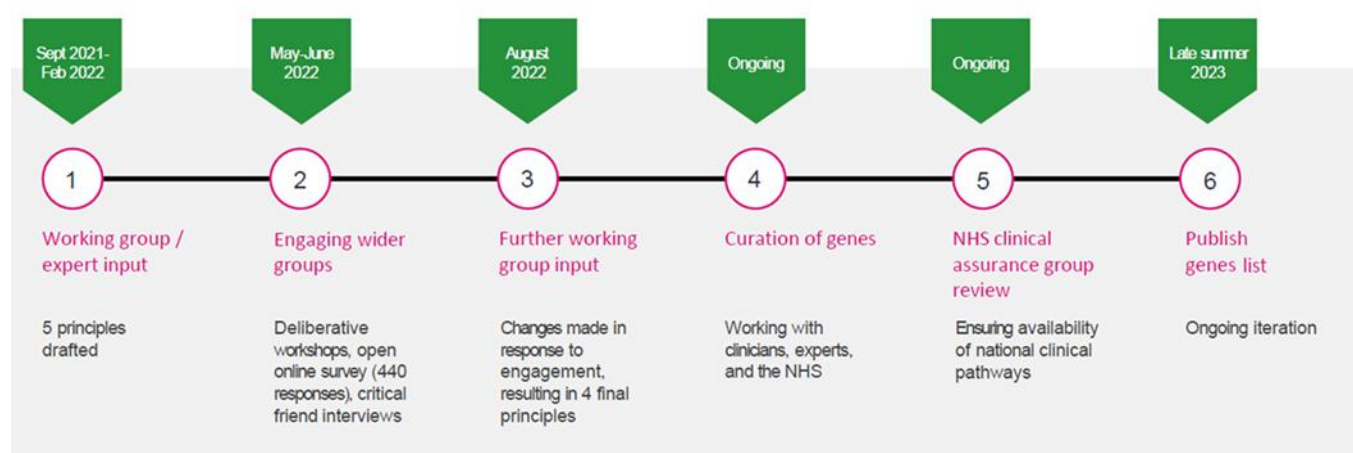 Sept 2021-
Feb 2022
May-June
2022
August
2022
Ongoing
Ongoing
Late summer
2023
1
2
3
4
5
6
Working group /
expert input
Engaging wider
groups
Further working
group input
Curation of genes
NHS clinical
assurance group
review
Publish
genes list
5 principles
drafted
Deliberative
workshops, open
online survey (440
responses), critical
friend interviews
Changes made in
response to
engagement,
resulting in 4 final
principles
Working with
clinicians, experts,
and the NHS
Ensuring availability
of national clinical
pathways
Ongoing iteration